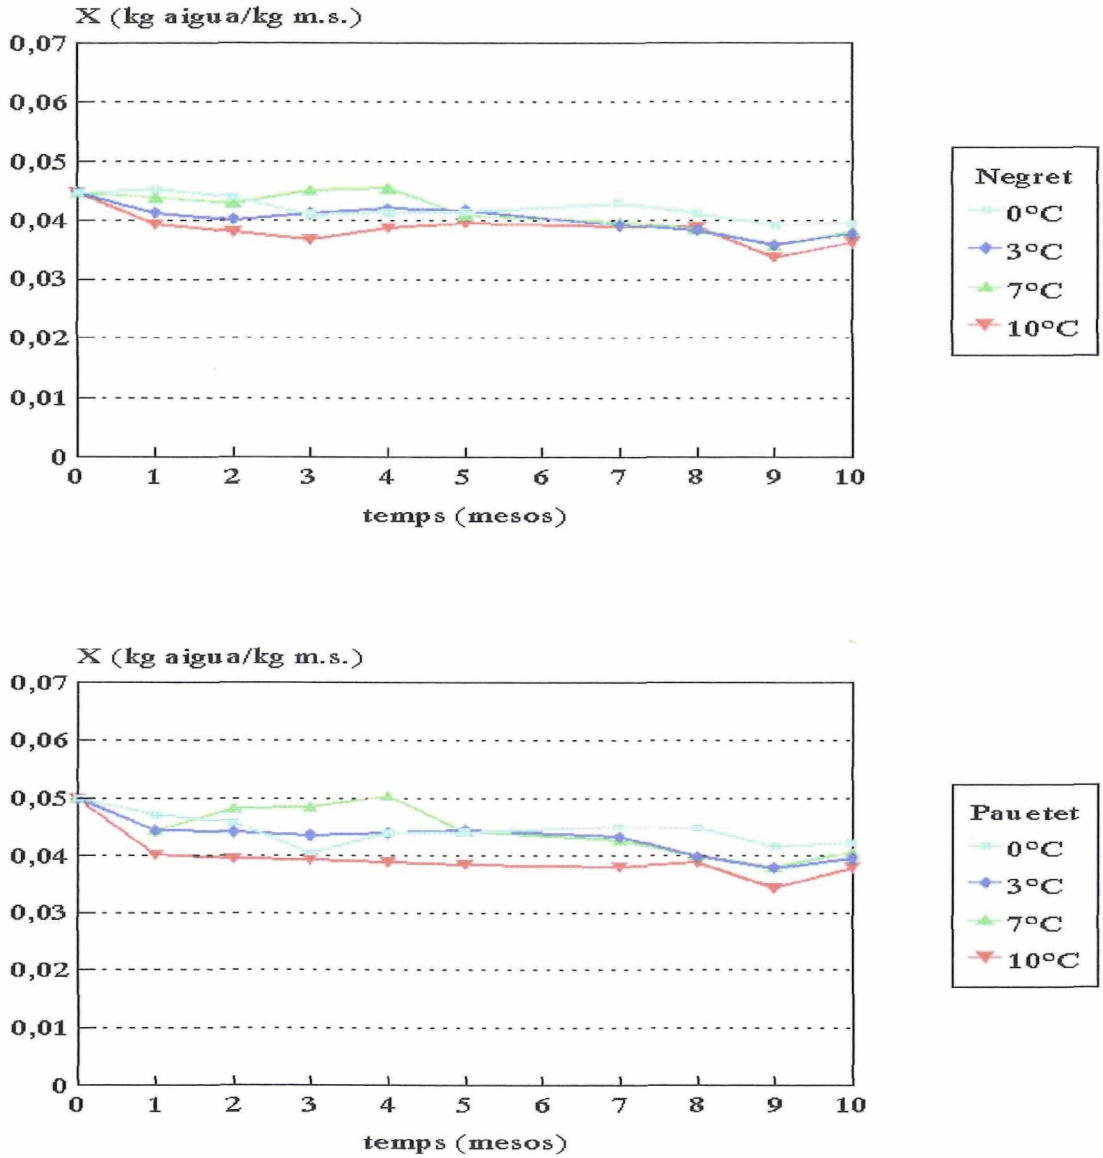 X (kg aigua/kg m.s.)
0,07
0,06
0,05
0,04
0,03
0,02
0,01
0
0 1 2 3 4 5 6 7 8 9 10
temps (mesos)
Negret
0°C
3°C
7°C
10°C
X (kg aigua/kg m.s.)
0,07
0,06
0,05
0,04
0,03
0,02
0,01
0
0 1 2 3 4 5 6 7 8 9 10
temps (mesos)
Pauetet
0°C
3°C
7°C
10°C